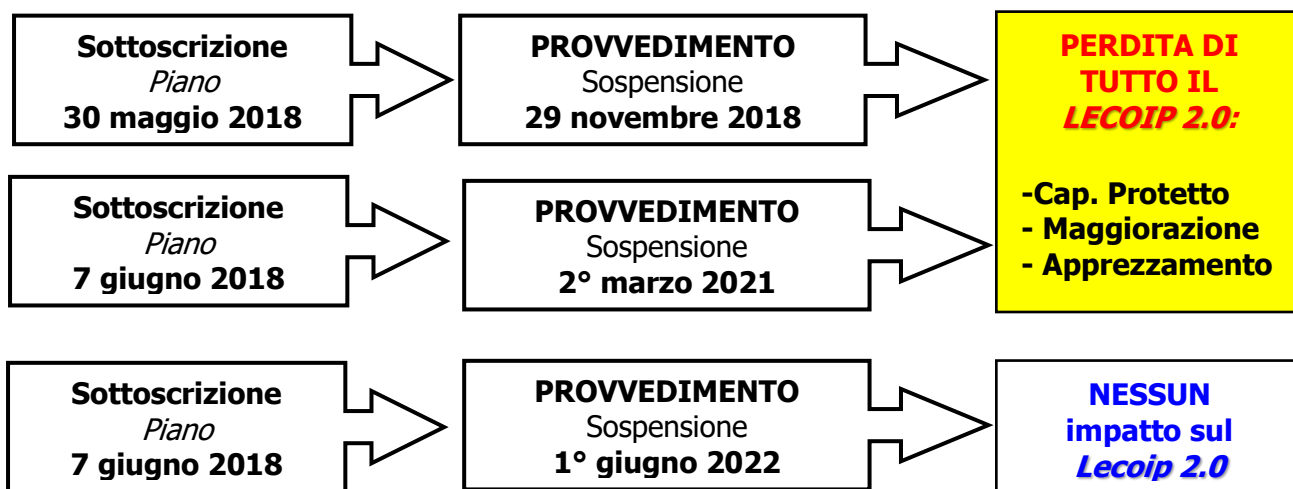 Sottoscrizione
Piano
30 maggio 2018
PROVVEDIMENTO
Sospensione
29 novembre 2018
PERDITA DI
TUTTO IL
LECOIP 2.0:
-Cap. Protetto
- Maggiorazione
- Apprezzamento
Sottoscrizione
Piano
7 giugno 2018
PROVVEDIMENTO
Sospensione
2° marzo 2021
Sottoscrizione
Piano
7 giugno 2018
PROVVEDIMENTO
Sospensione
1° giugno 2022
NESSUN
impatto sul
Lecoip 2.0